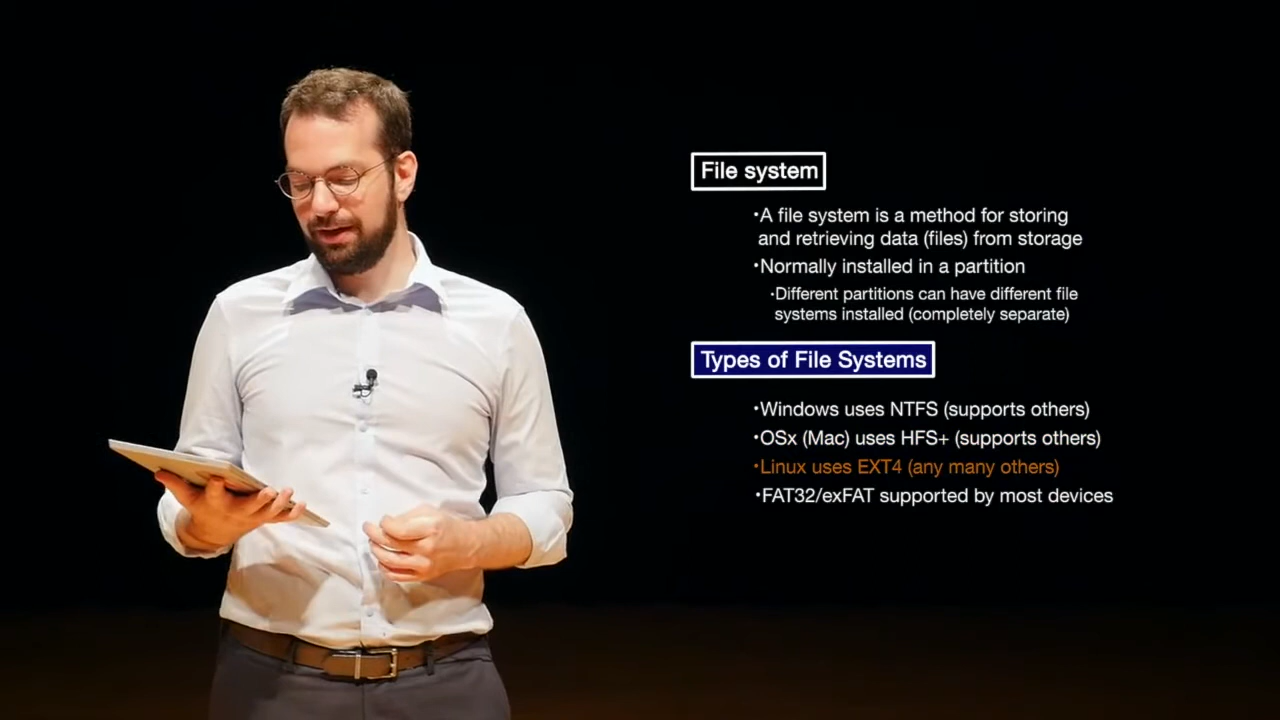 File system
•A file system is a method for storing
and retrieving data (files) from storage
•Normally installed in a partition
•Different partitions can have different file
systems installed (completely separate)
Types of File Systems
•Windows uses NTFS (supports others)
•OSx (Mac) uses HFS+ (supports others)
•Linux uses EXT4 (any many others)
•FAT32/exFAT supported by most devices